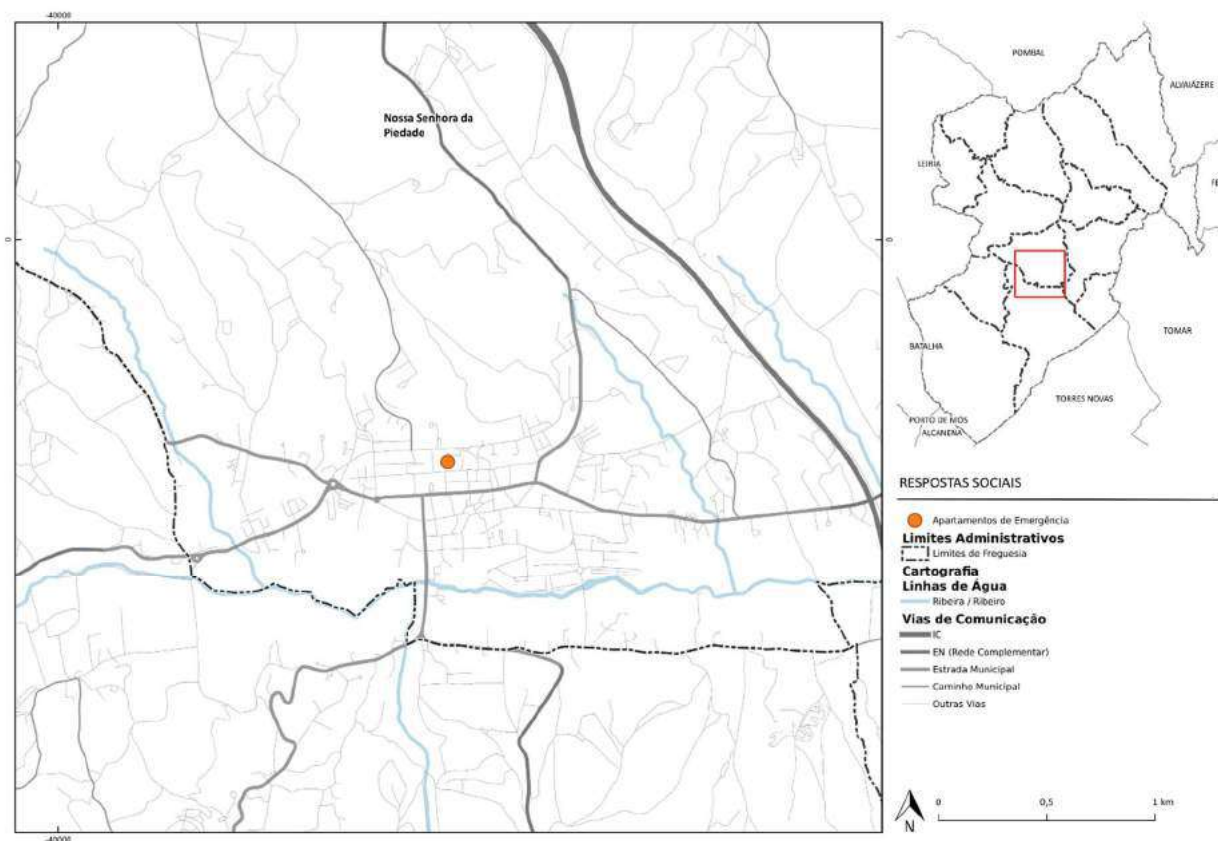 -40000
0
0
Nossa Senhora da
Piedade
-40000
POMBAL
ALVAIÁZERE
LEIRIA
FE
BATALHA
TOMAR
TORRES NOVAS
PORTO DE MÓS
ALCANENA
RESPOSTAS SOCIAIS
Apartamentos de Emergência
Limites Administrativos
Limites de Freguesia
Cartografia
Linhas de Água
Ribeira / Ribeiro
Vias de Comunicação
IC
EN (Rede Complementar)
Estrada Municipal
Caminho Municipal
Outras Vias
N
0 0,5 1 km